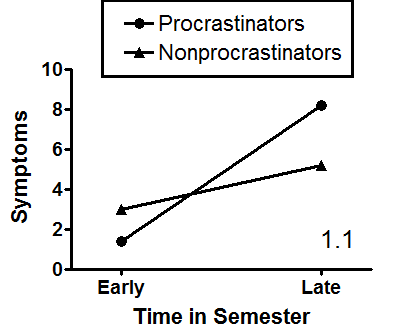 Procrastinators
Nonprocrastinators
10
8
6
4
2
0
Symptoms
1.1
Early Late
Time in Semester